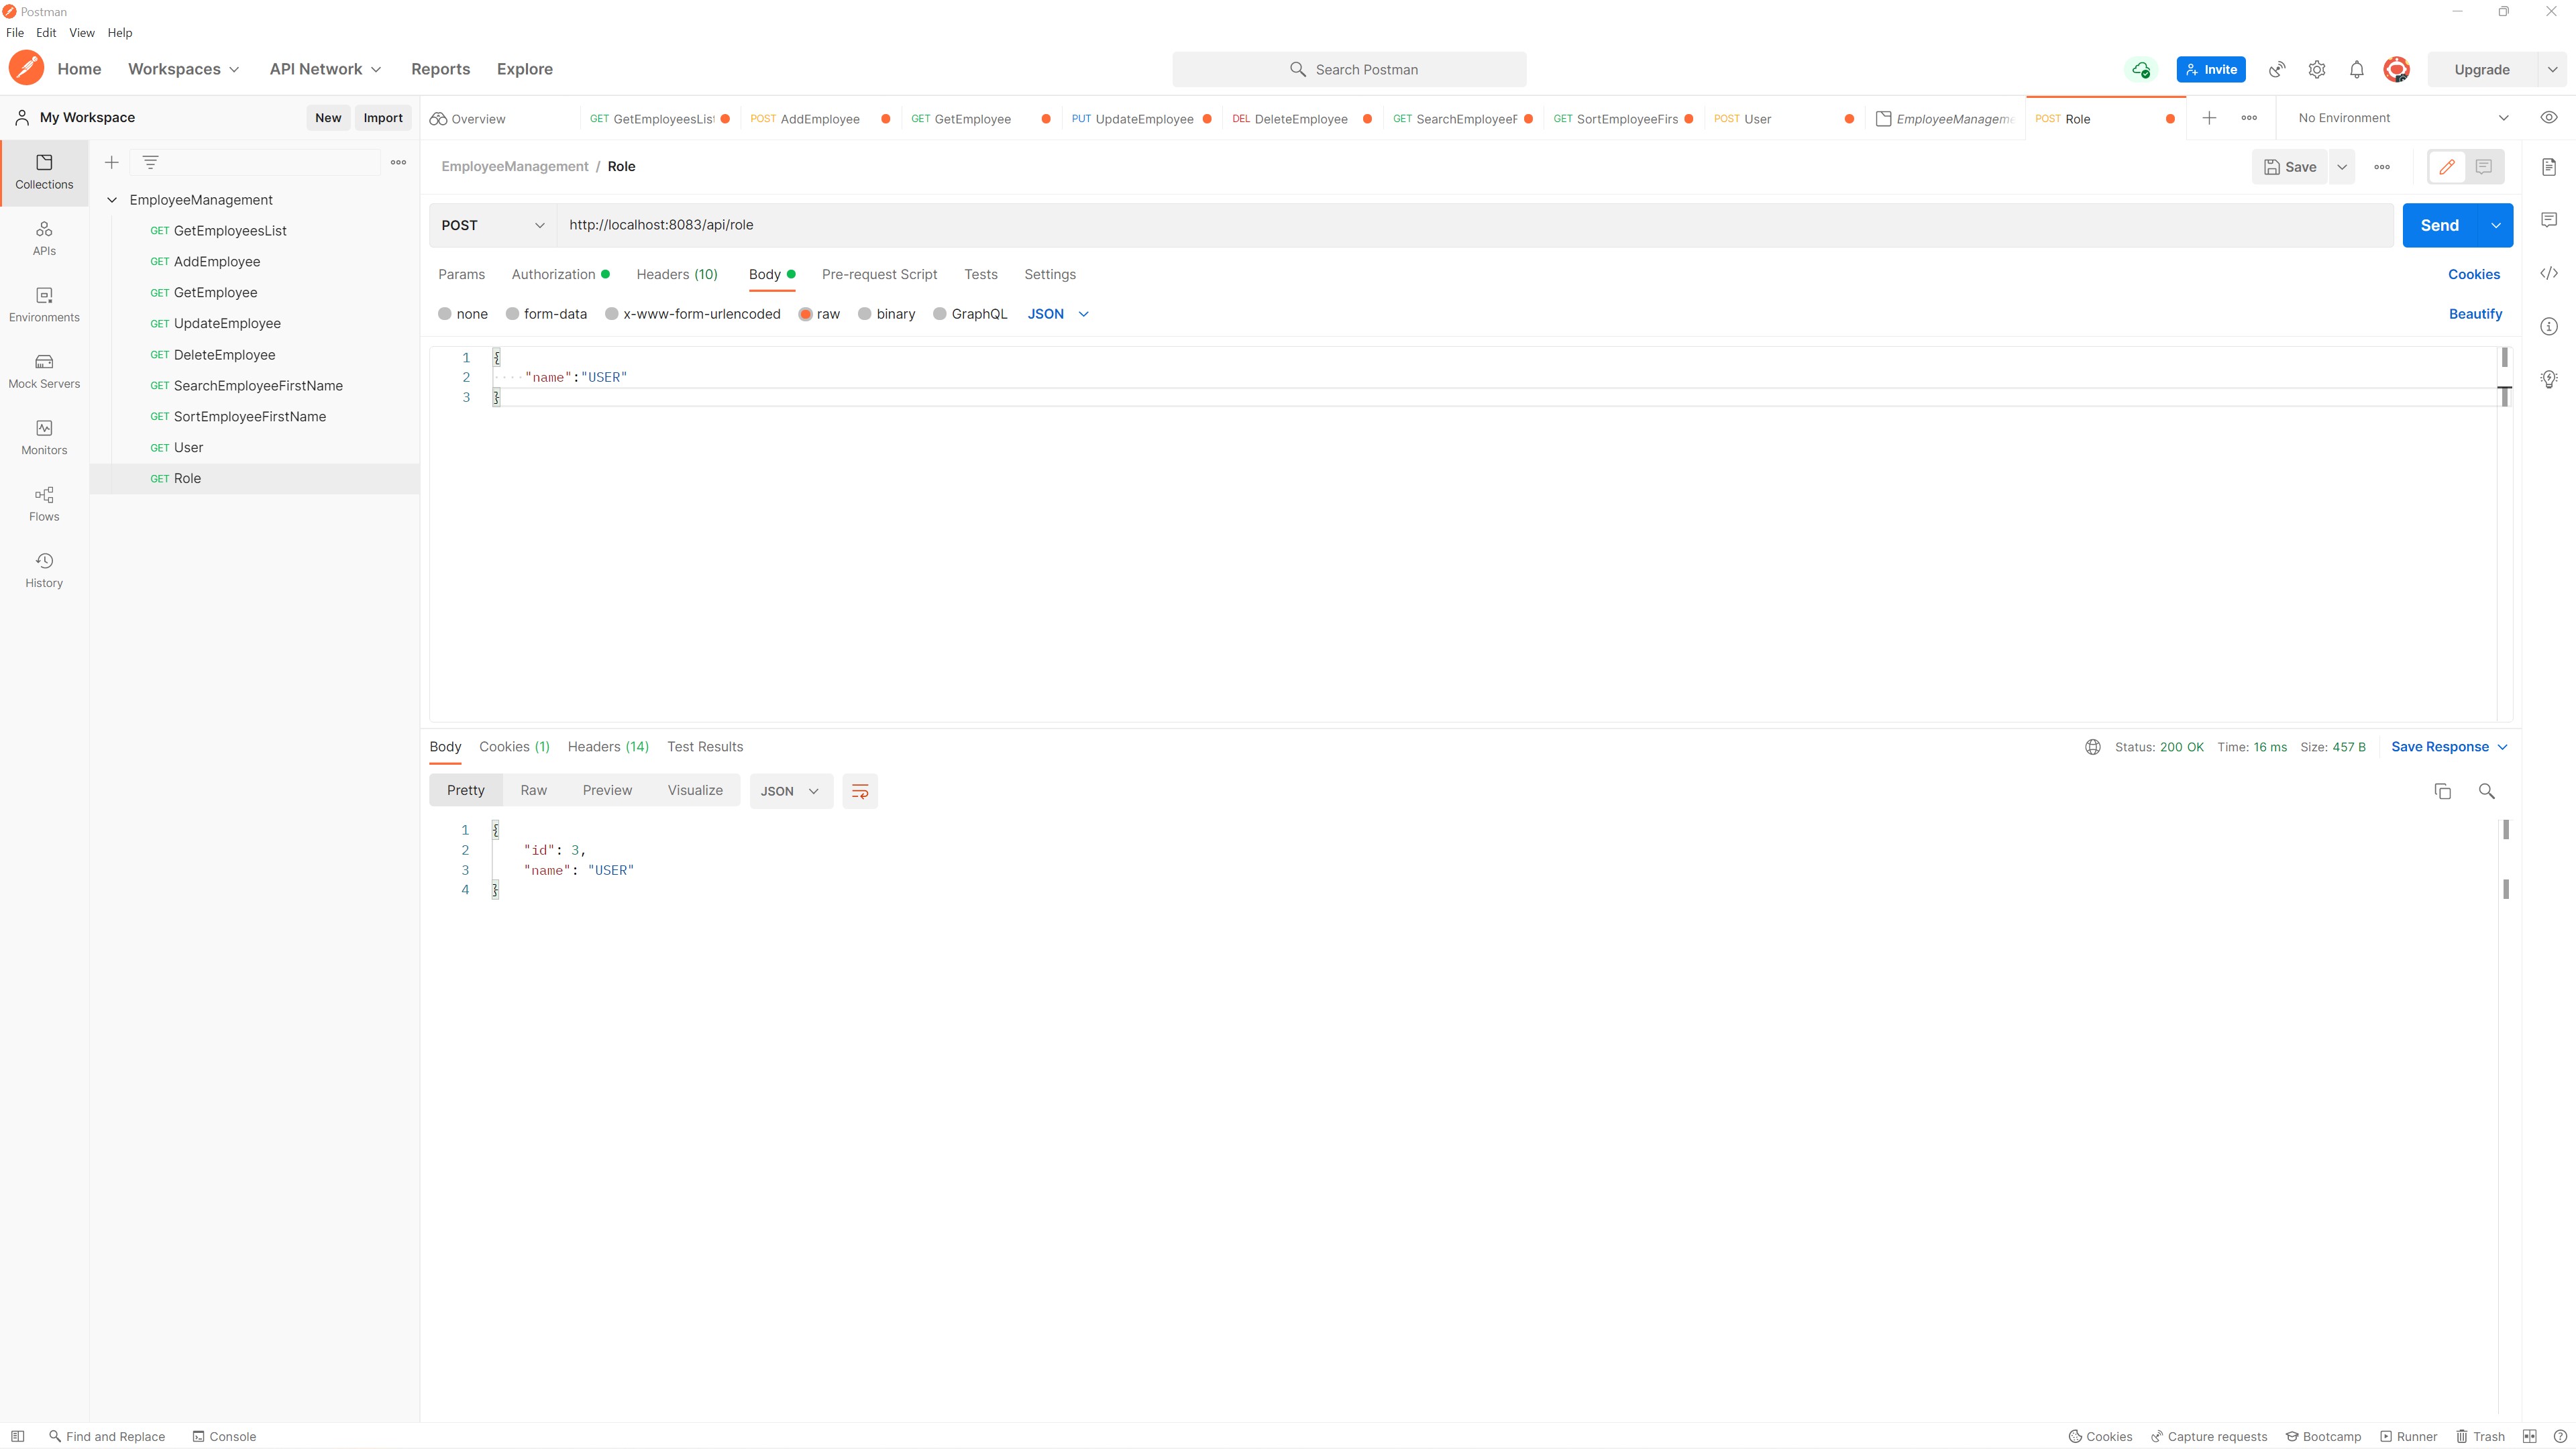 Postman
File Edit View Help
Home Workspaces API Network Reports Explore
Search Postman
Invite
Upgrade
My Workspace
New Import
Overview
GET GetEmployeesLis
POST AddEmployee
GET GetEmployee
PUT UpdateEmployee
DEL DeleteEmployee
GET SearchEmployeeF
GET SortEmployeeFirs
POST User
EmployeeManagem
POST Role
No Environment
Collections
APIs
Environments
Mock Servers
Monitors
Flows
History
EmployeeManagement
GET GetEmployeesList
GET AddEmployee
GET GetEmployee
GET UpdateEmployee
GET DeleteEmployee
GET SearchEmployeeFirstName
GET SortEmployeeFirstName
GET User
GET Role
EmployeeManagement / Role
Save
POST http://localhost:8083/api/role
Send
Params Authorization Headers (10) Body Pre-request Script Tests Settings
Cookies
none form-data x-www-form-urlencoded raw binary GraphQL JSON
Beautify
1 {
2 "name":"USER"
3 }
Body Cookies (1) Headers (14) Test Results
Status: 200 OK Time: 16 ms Size: 457 B Save Response
Pretty Raw Preview Visualize JSON
1 {
2 "id": 3,
3 "name": "USER"
4 }
Find and Replace Console
Cookies Capture requests Bootcamp Runner Trash